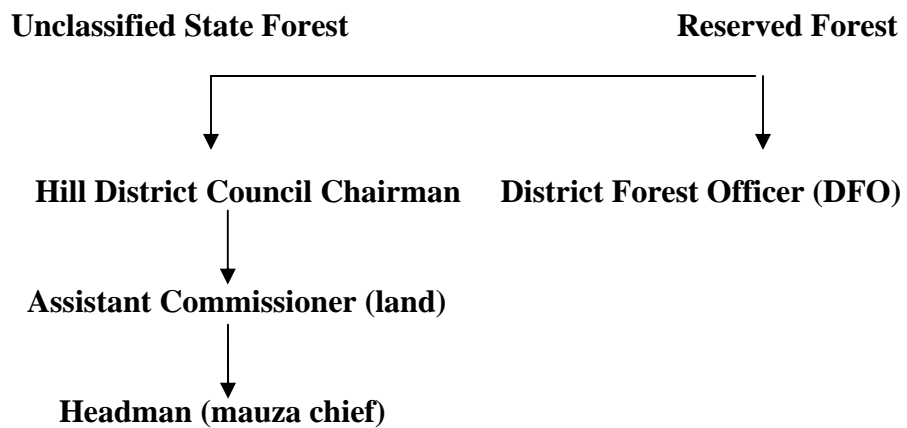 Unclassified State Forest Reserved Forest
Hill District Council Chairman District Forest Officer (DFO)
Assistant Commissioner (land)
Headman (mauza chief)